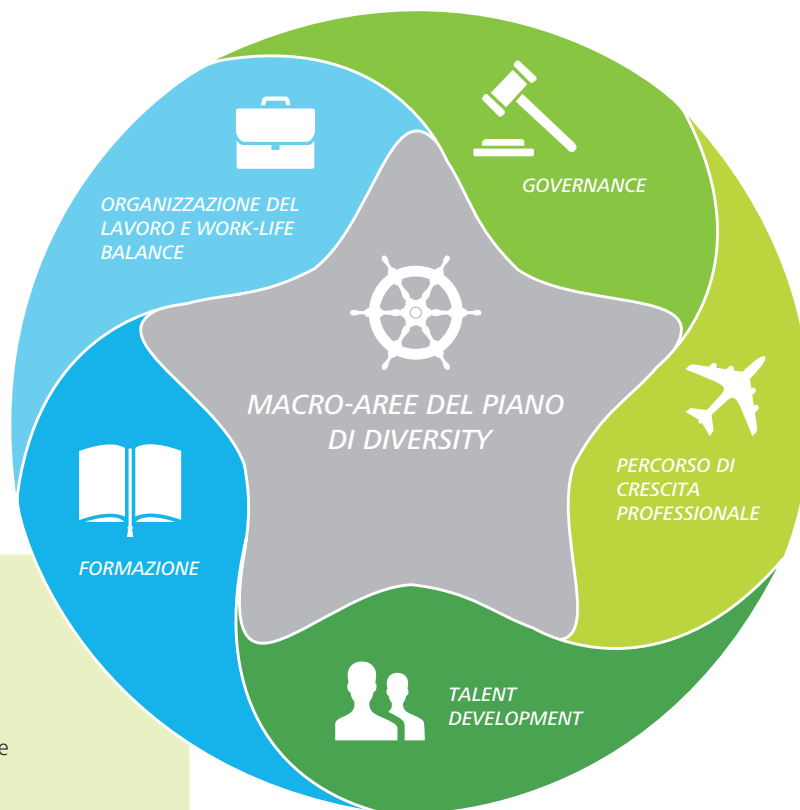 ORGANIZZAZIONE DEL
LAVORO E WORK-LIFE
BALANCE
GOVERNANCE
MACRO-AREE DEL PIANO
DI DIVERSITY
PERCORSO DI
CRESCITA
PROFESSIONALE
FORMAZIONE
TALENT
DEVELOPMENT
e